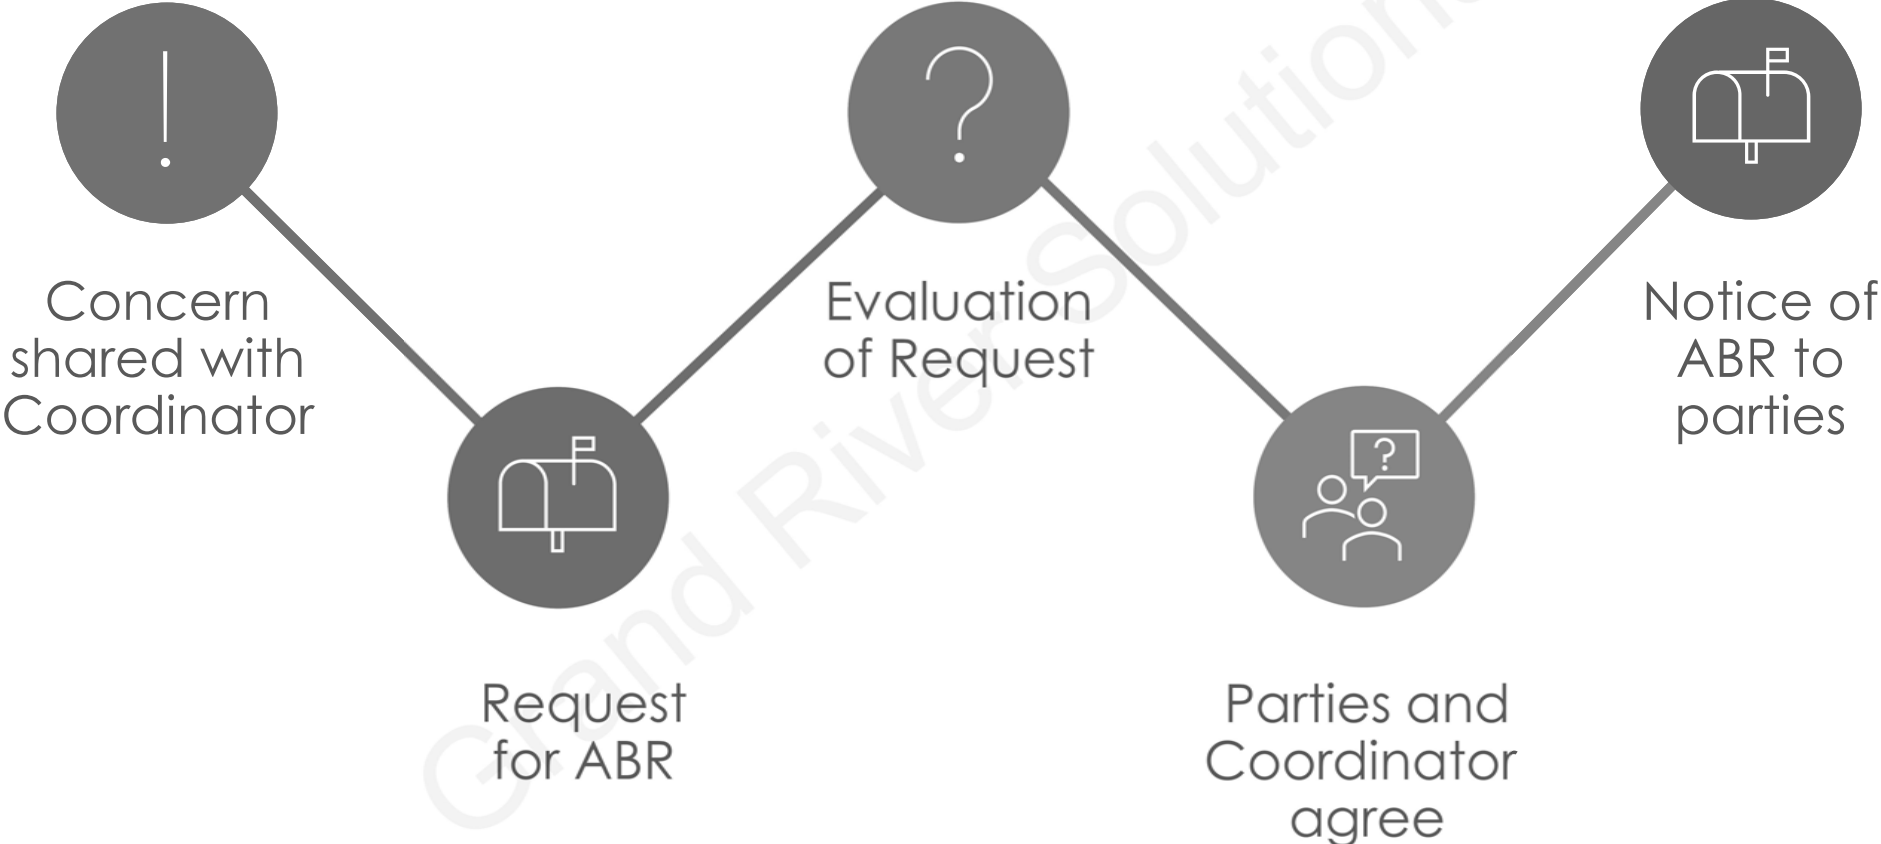 Concern
shared with
Coordinator
Request
for ABR
Evaluation
of Request
Parties and
Coordinator
agree
Notice of
ABR to
parties
Grand River Solutions